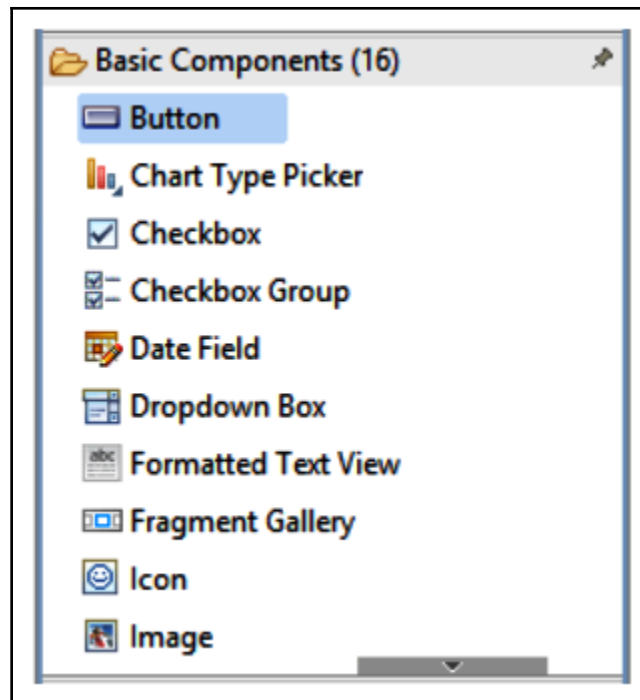 Basic Components (16)
Button
Chart Type Picker
Checkbox
Checkbox Group
Date Field
Dropdown Box
abc
Formatted Text View
Fragment Gallery
Icon
Image